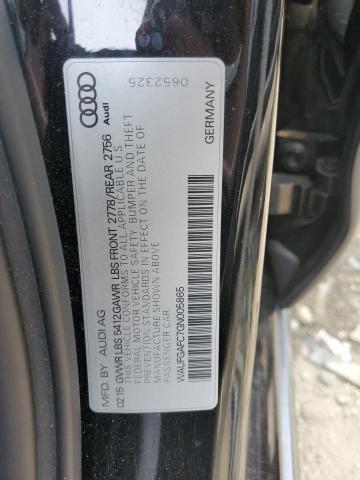 Audi
0652325
MFD. BY AUDI AG
02 15 GVWR LBS 5412 GAWR LBS FRONT 2778/REAR 2756
THIS VEHICLE CONFORMS TO ALL APPLICABLE U S
FEDERAL MOTOR VEHICLE SAFETY, BUMPER AND THEFT
PREVENTION STANDARDS IN EFFECT ON THE DATE OF
MANUFACTURE SHOWN ABOVE
PASSENGER CAR
WAUFGAFC7GN005865
GERMANY